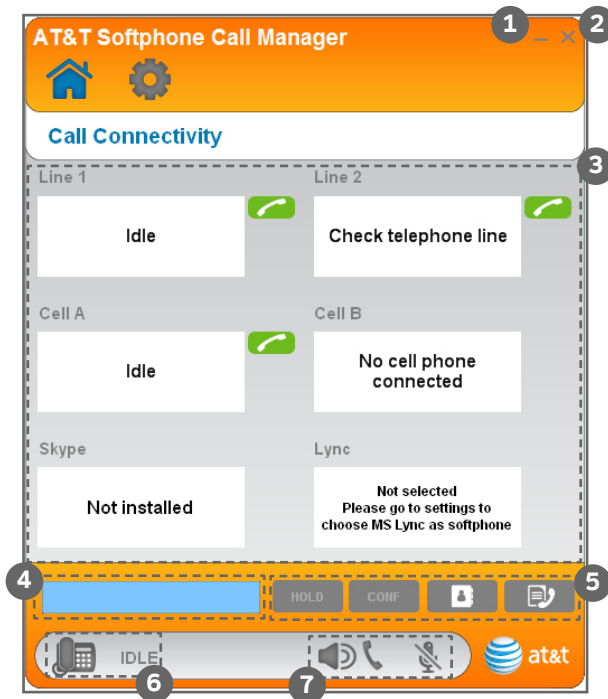 1
2
AT&T Softphone Call Manager
Call Connectivity
3
Line 1
Line 2
Idle
Check telephone line
Cell A
Cell B
Idle
No cell phone
connected
Skype
Lync
Not installed
Not selected
Please go to settings to
choose MS Lync as softphone
4
5
HOLD
CONF
IDLE
at&t
6
7